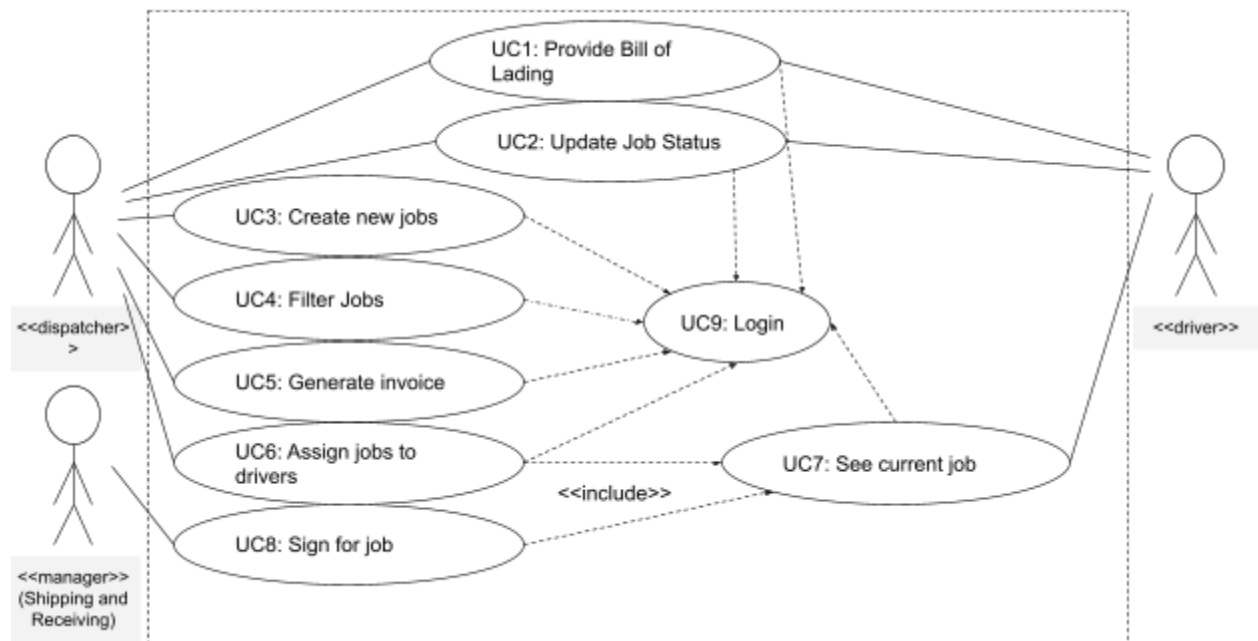 UC1: Provide Bill of
Lading
UC2: Update Job Status
UC3: Create new jobs
UC4: Filter Jobs
UC9: Login
<<dispatcher>
>
<<driver>>
UC5: Generate invoice
UC6: Assign jobs to
drivers
UC7: See current job
<<include>>
UC8: Sign for job
<<manager>>
(Shipping and
Receiving)